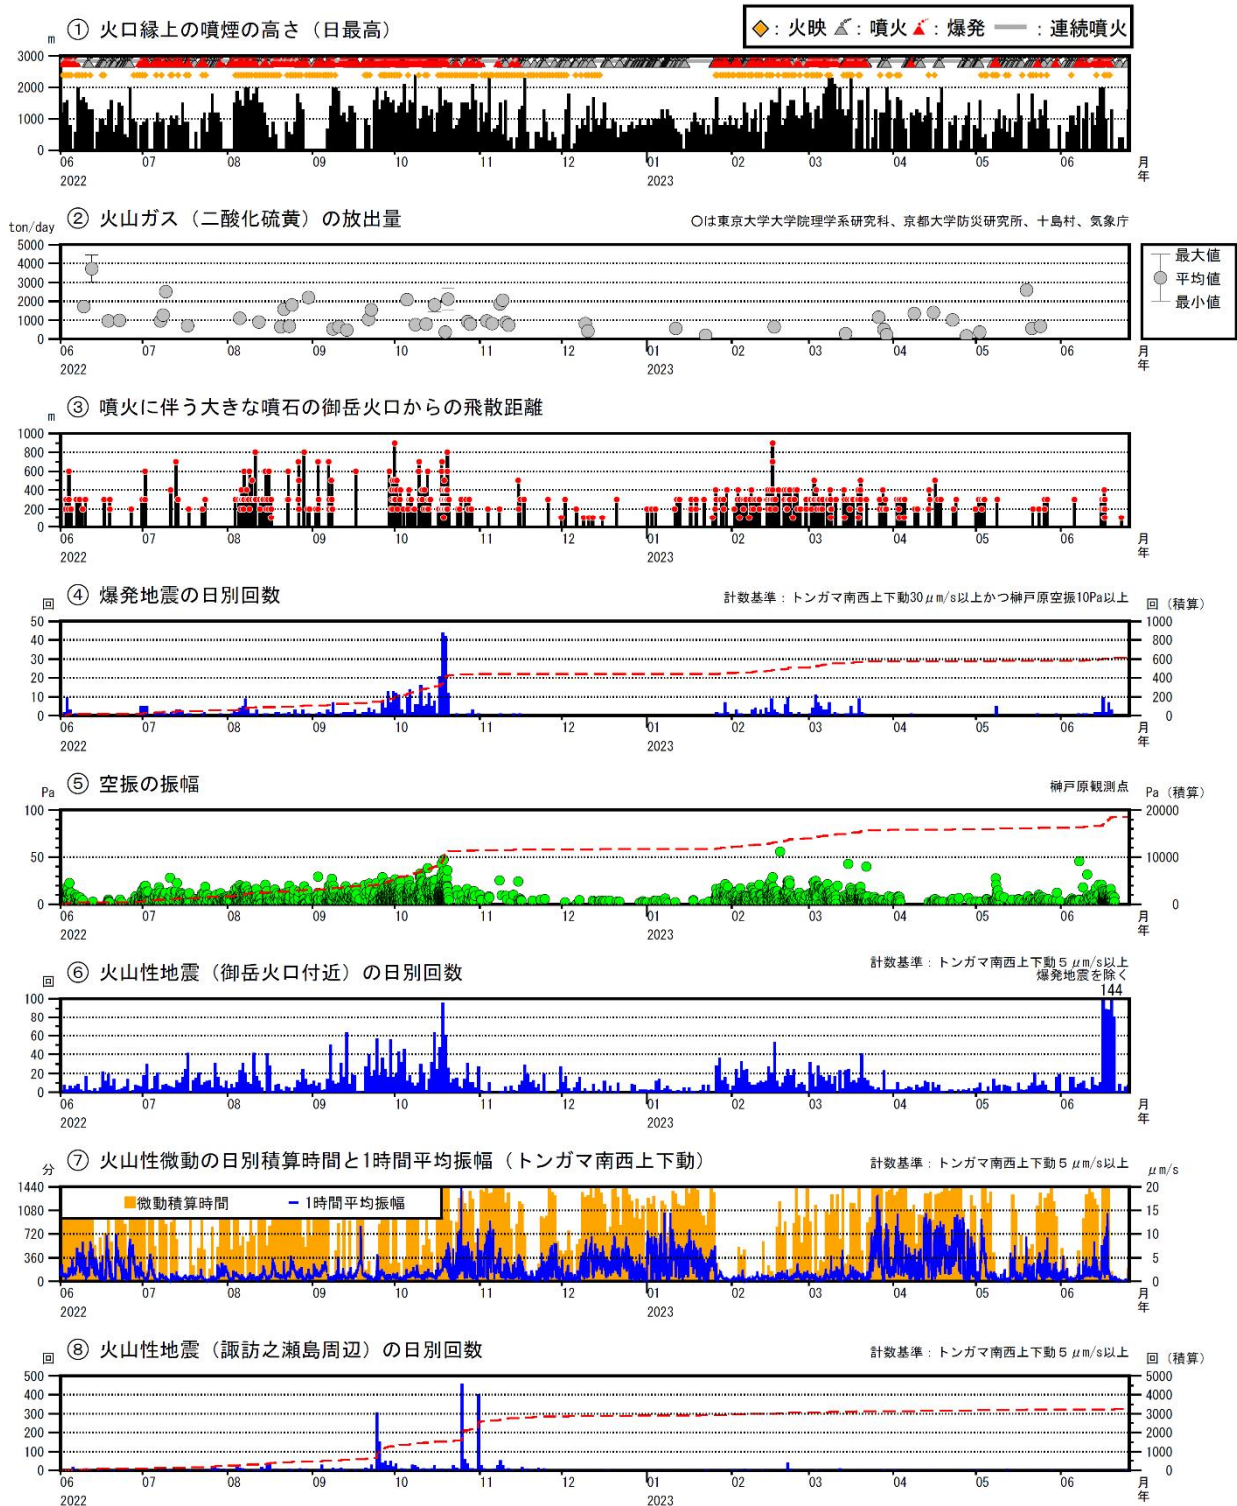 ① 火口縁上の噴煙の高さ（日最高）
◆：火映 ：噴火 ：爆発 ：連続噴火
m
3000
2000
1000
0
06 07 08 09 10 11 12 01 02 03 04 05 06 月
2022 2023 年
② 火山ガス（二酸化硫黄）の放出量
○は東京大学大学院理学系研究科、京都大学防災研究所、十島村、気象庁
ton/day
5000
4000
3000
2000
1000
0
最大値
平均値
最小値
06 07 08 09 10 11 12 01 02 03 04 05 06 月
2022 2023 年
③ 噴火に伴う大きな噴石の御岳火口からの飛散距離
m
1000
800
600
400
200
0
06 07 08 09 10 11 12 01 02 03 04 05 06 月
2022 2023 年
④ 爆発地震の日別回数
計数基準：トンガマ南西上下動30μm/s以上かつ榊戸原空振10Pa以上
回 回（積算）
50 1000
40 800
30 600
20 400
10 200
0 0
06 07 08 09 10 11 12 01 02 03 04 05 06 月
2022 2023 年
⑤ 空振の振幅
榊戸原観測点
Pa Pa（積算）
100 20000
50 10000
0 0
06 07 08 09 10 11 12 01 02 03 04 05 06 月
2022 2023 年
⑥ 火山性地震（御岳火口付近）の日別回数
計数基準：トンガマ南西上下動５μm/s以上
爆発地震を除く
144
回
100
80
60
40
20
0
06 07 08 09 10 11 12 01 02 03 04 05 06 月
2022 2023 年
⑦ 火山性微動の日別積算時間と1時間平均振幅（トンガマ南西上下動）
計数基準：トンガマ南西上下動５μm/s以上
分 μm/s
微動積算時間 1時間平均振幅
1440 20
1080 15
720 10
360 5
0 0
06 07 08 09 10 11 12 01 02 03 04 05 06 月
2022 2023 年
⑧ 火山性地震（諏訪之瀬島周辺）の日別回数
計数基準：トンガマ南西上下動５μm/s以上
回 回（積算）
500 5000
400 4000
300 3000
200 2000
100 1000
0 0
06 07 08 09 10 11 12 01 02 03 04 05 06 月
2022 2023 年